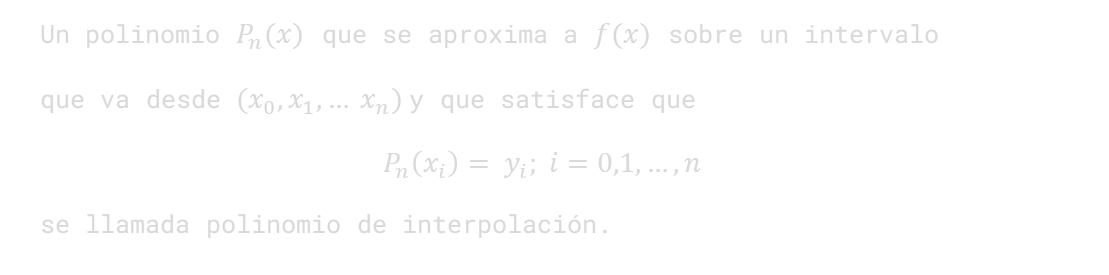 Un polinomio Pₙ(x) que se aproxima a f(x) sobre un intervalo
que va desde (x₀, x₁, … xₙ) y que satisface que
Pₙ(xᵢ) = yᵢ; i = 0,1, … , n
se llamada polinomio de interpolación.